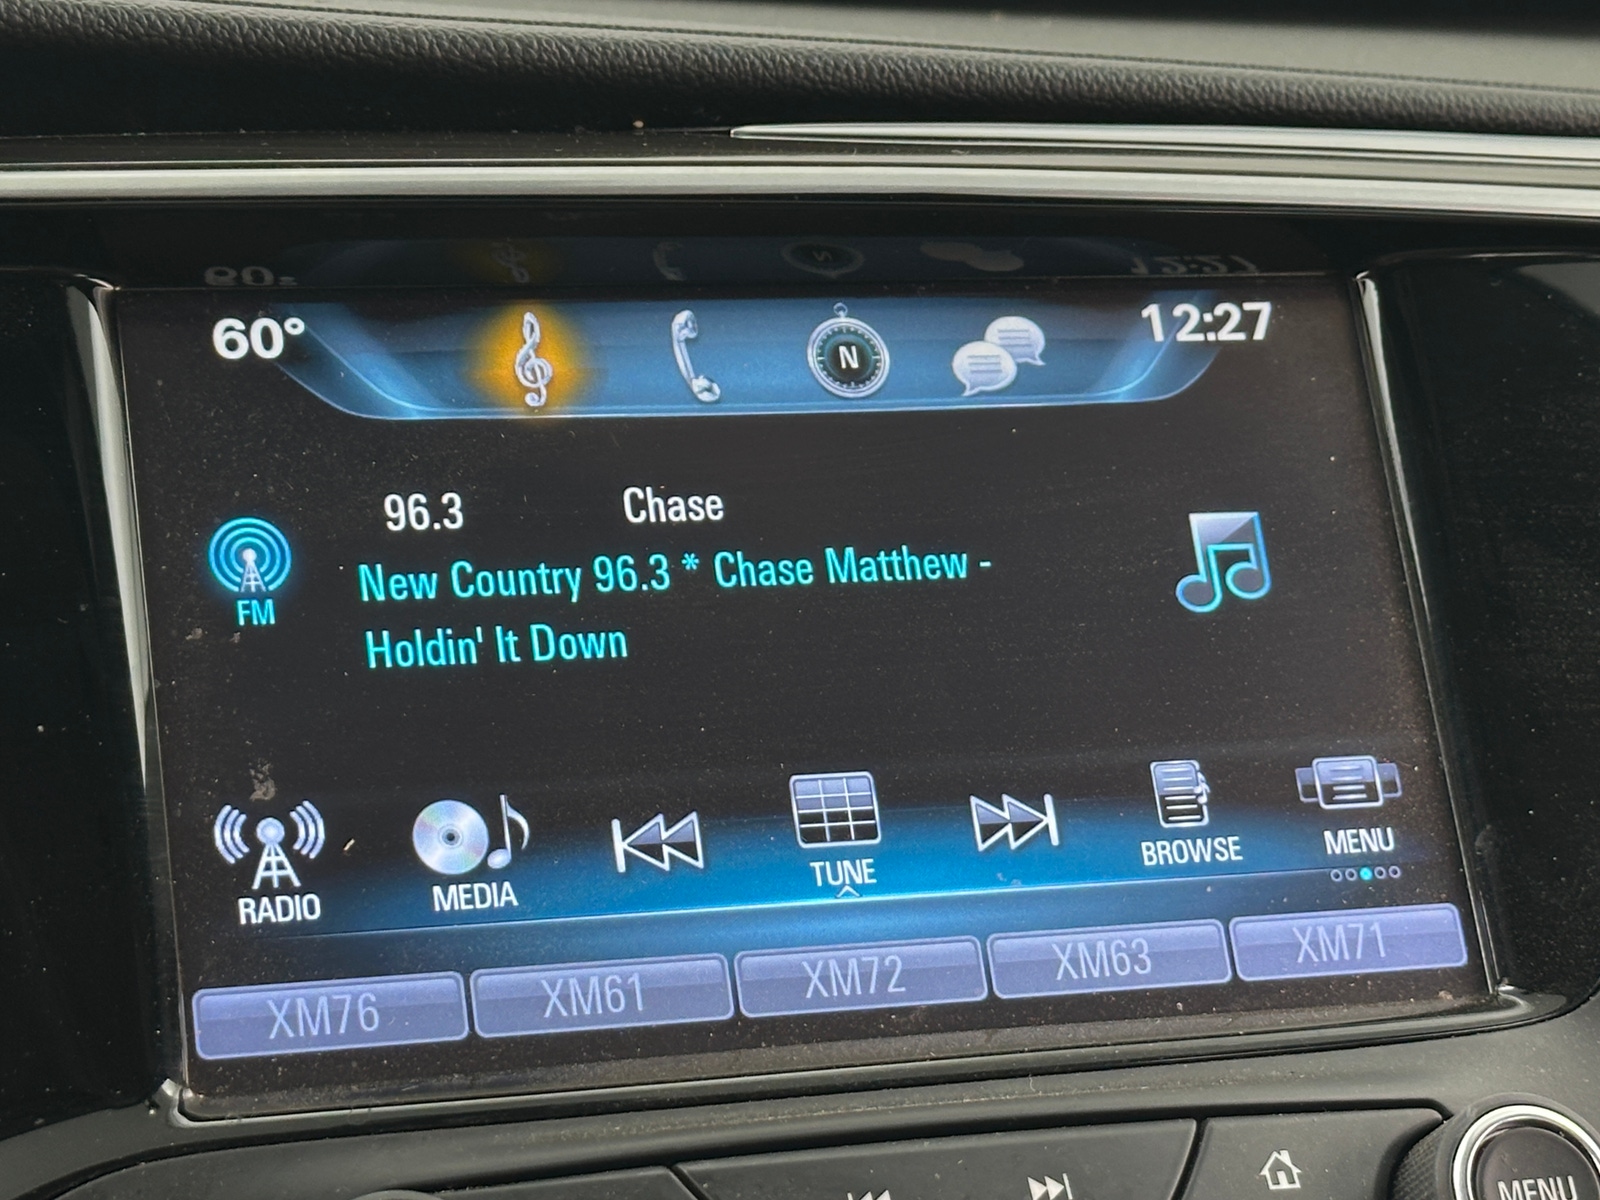 60° N 12:27
96.3 Chase
New Country 96.3 * Chase Matthew -
Holdin' It Down
FM
RADIO MEDIA TUNE BROWSE MENU
XM76 XM61 XM72 XM63 XM71
MENU